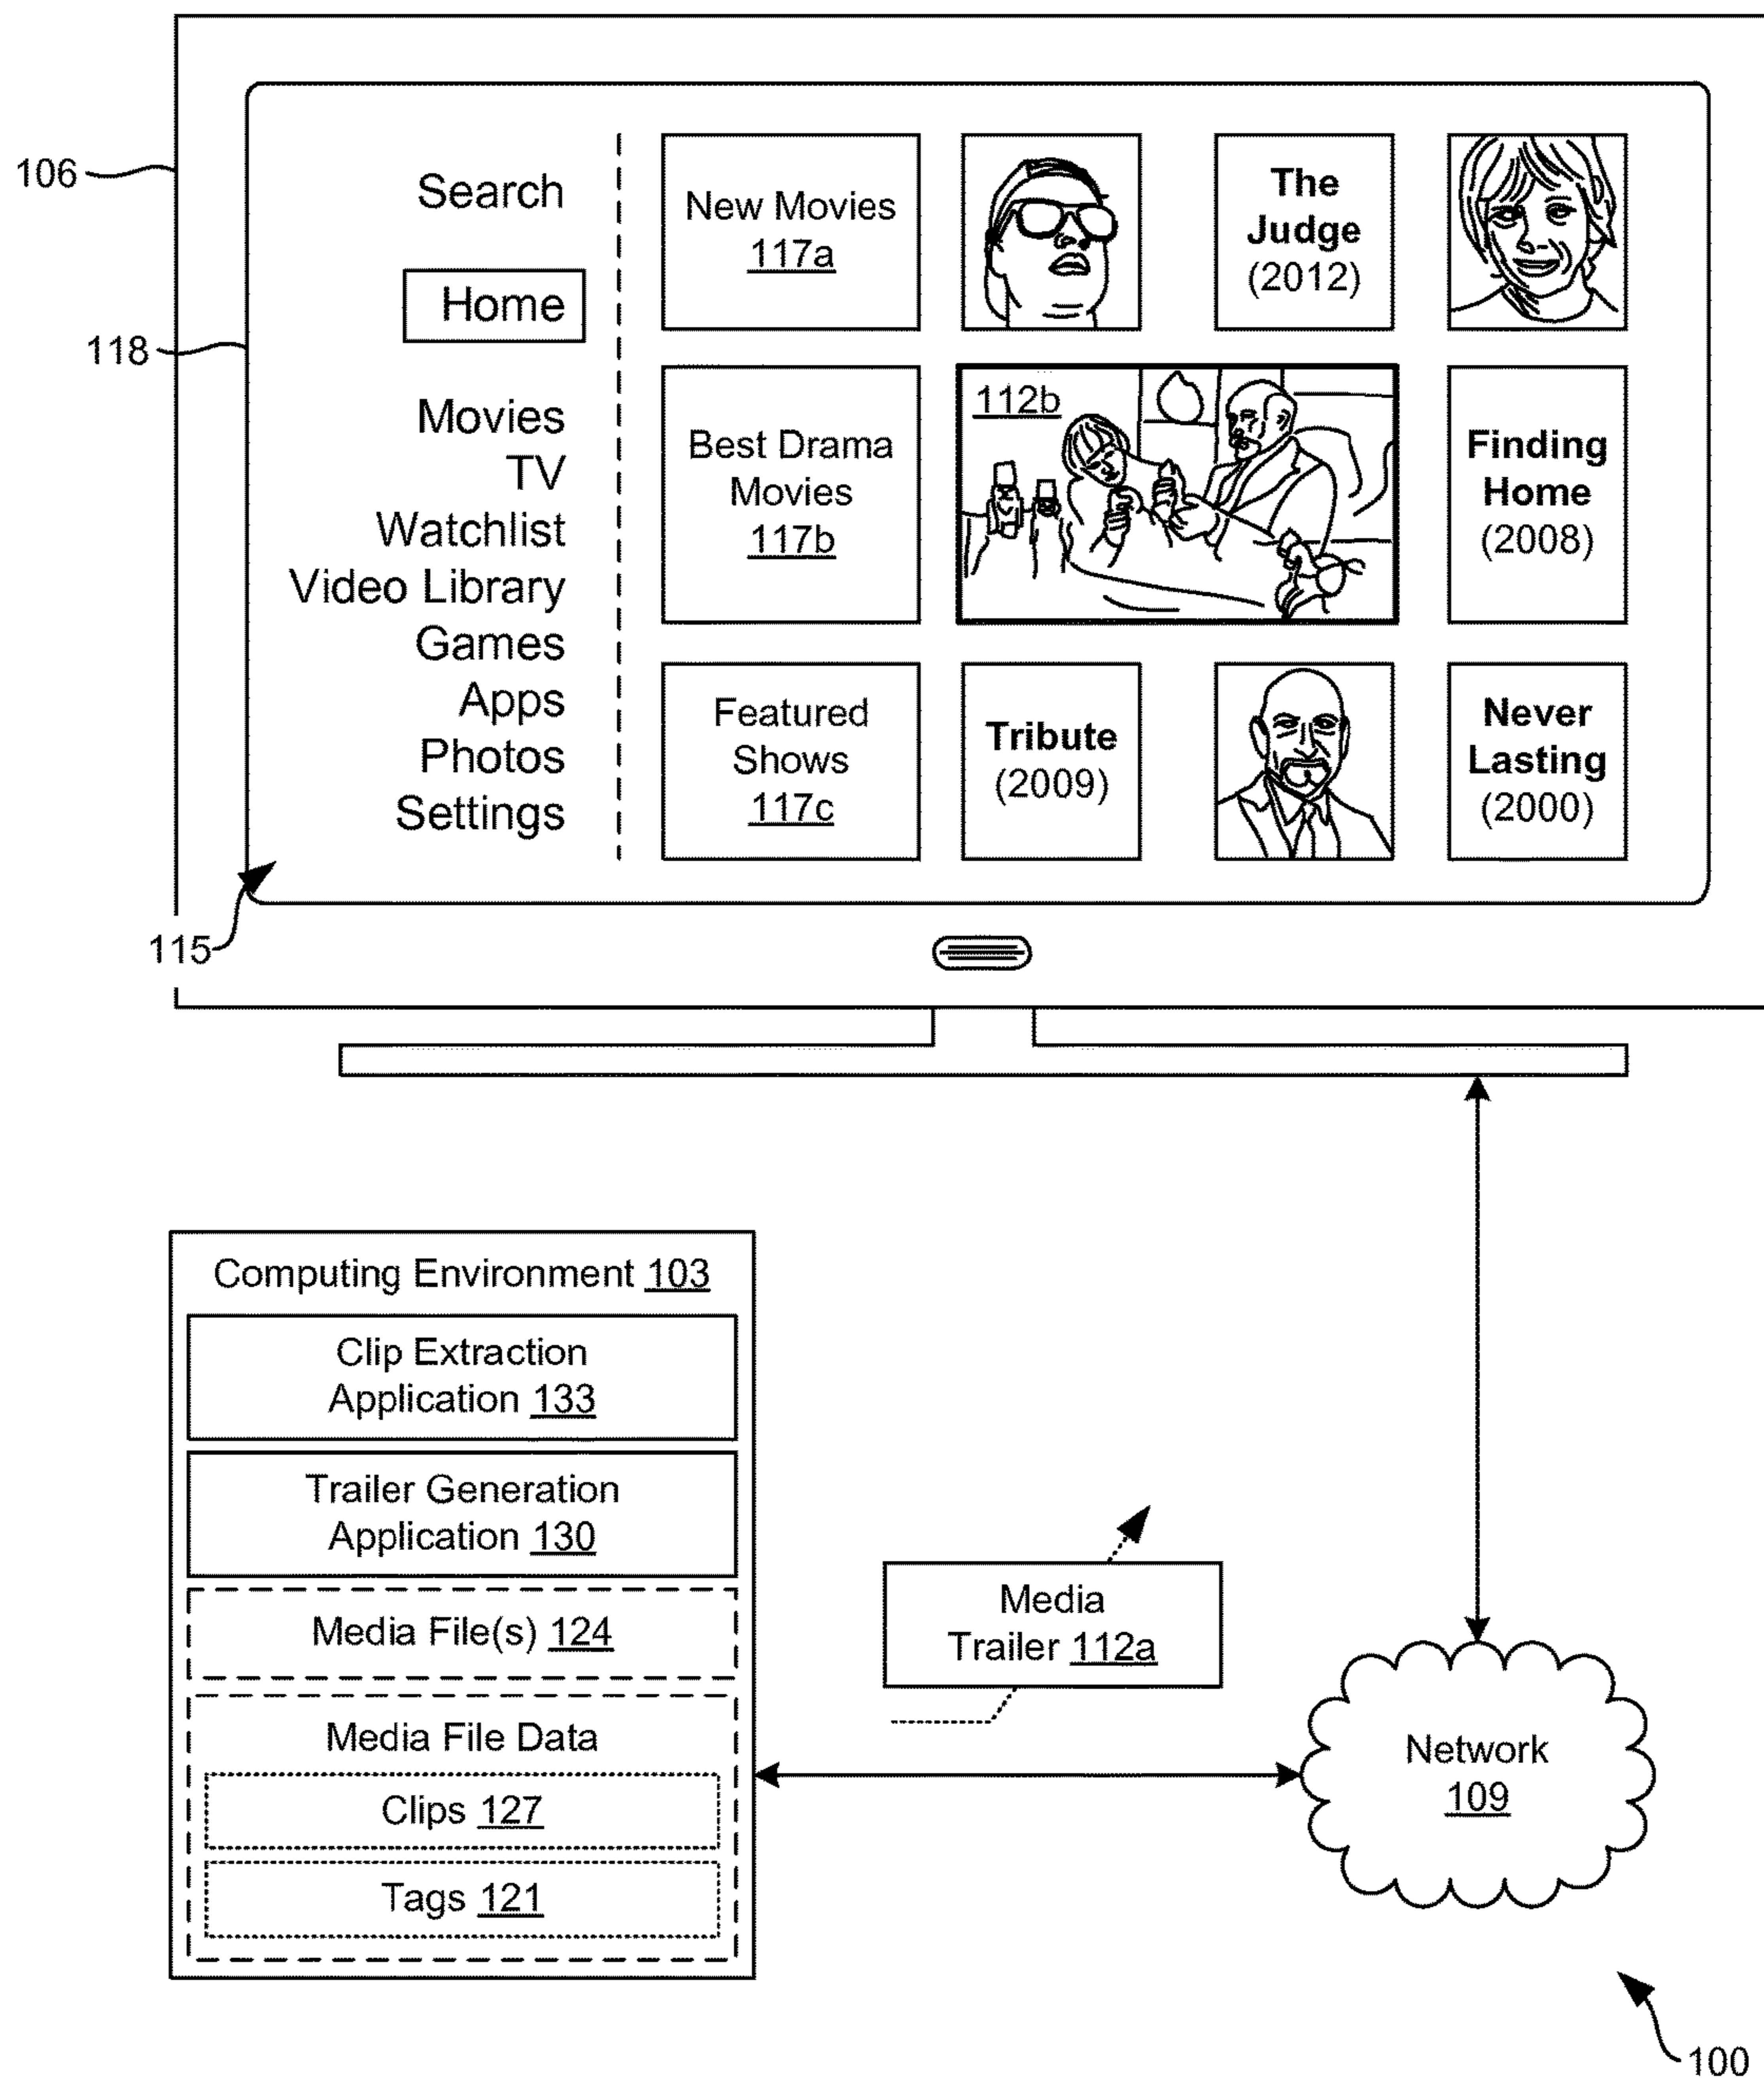 106
118
115
Search
Home
Movies
TV
Watchlist
Video Library
Games
Apps
Photos
Settings
New Movies
117a
The
Judge
(2012)
Best Drama
Movies
117b
112b
Finding
Home
(2008)
Featured
Shows
117c
Tribute
(2009)
Never
Lasting
(2000)
Computing Environment 103
Clip Extraction
Application 133
Trailer Generation
Application 130
Media File(s) 124
Media File Data
Clips 127
Tags 121
Media
Trailer 112a
Network
109
100